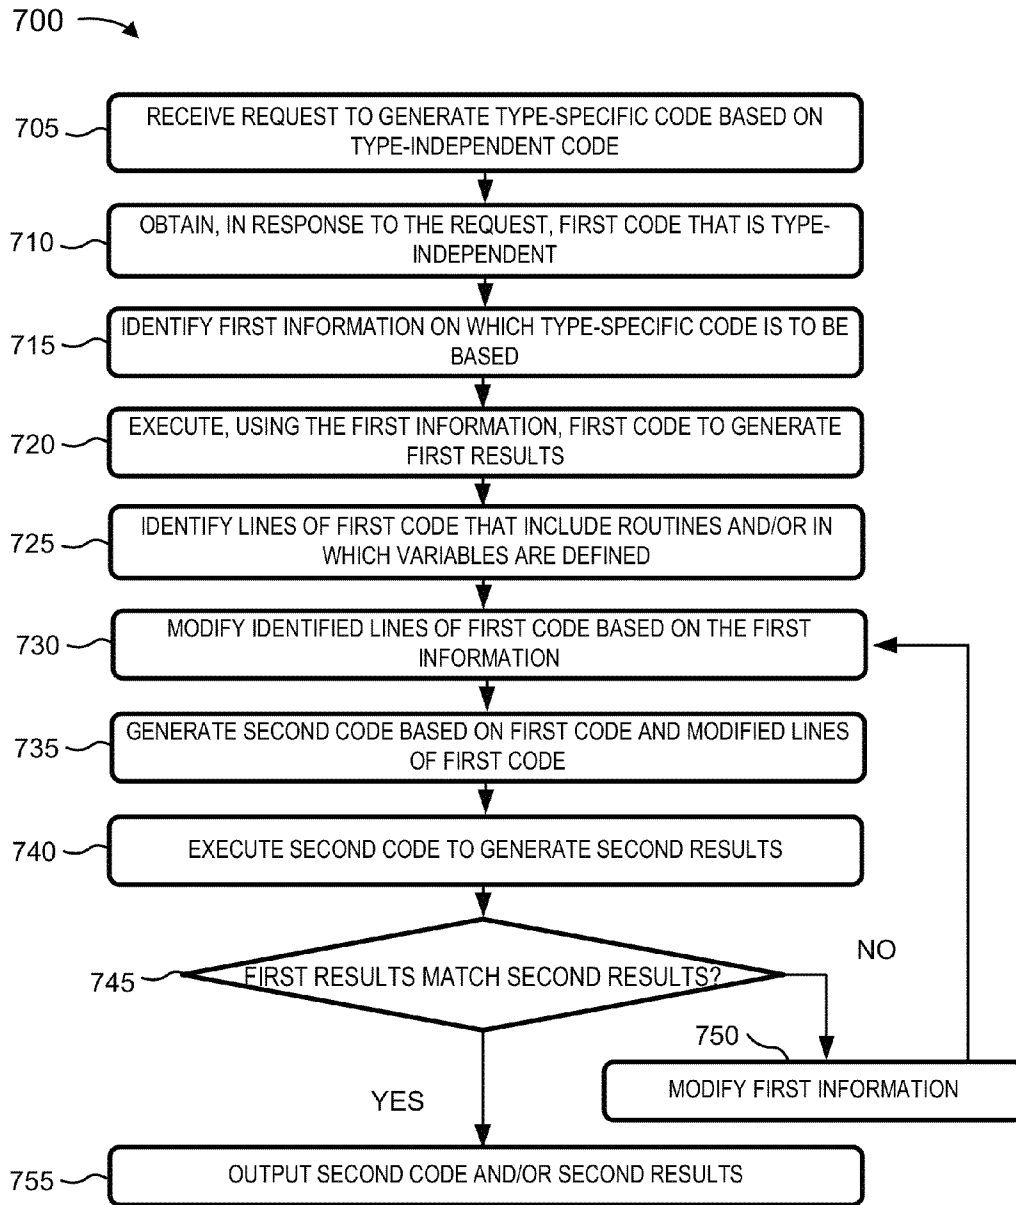 700
705
RECEIVE REQUEST TO GENERATE TYPE-SPECIFIC CODE BASED ON
TYPE-INDEPENDENT CODE
710
OBTAIN, IN RESPONSE TO THE REQUEST, FIRST CODE THAT IS TYPE-
INDEPENDENT
715
IDENTIFY FIRST INFORMATION ON WHICH TYPE-SPECIFIC CODE IS TO BE
BASED
720
EXECUTE, USING THE FIRST INFORMATION, FIRST CODE TO GENERATE
FIRST RESULTS
725
IDENTIFY LINES OF FIRST CODE THAT INCLUDE ROUTINES AND/OR IN
WHICH VARIABLES ARE DEFINED
730
MODIFY IDENTIFIED LINES OF FIRST CODE BASED ON THE FIRST
INFORMATION
735
GENERATE SECOND CODE BASED ON FIRST CODE AND MODIFIED LINES
OF FIRST CODE
740
EXECUTE SECOND CODE TO GENERATE SECOND RESULTS
745
FIRST RESULTS MATCH SECOND RESULTS?
NO
750
MODIFY FIRST INFORMATION
YES
755
OUTPUT SECOND CODE AND/OR SECOND RESULTS